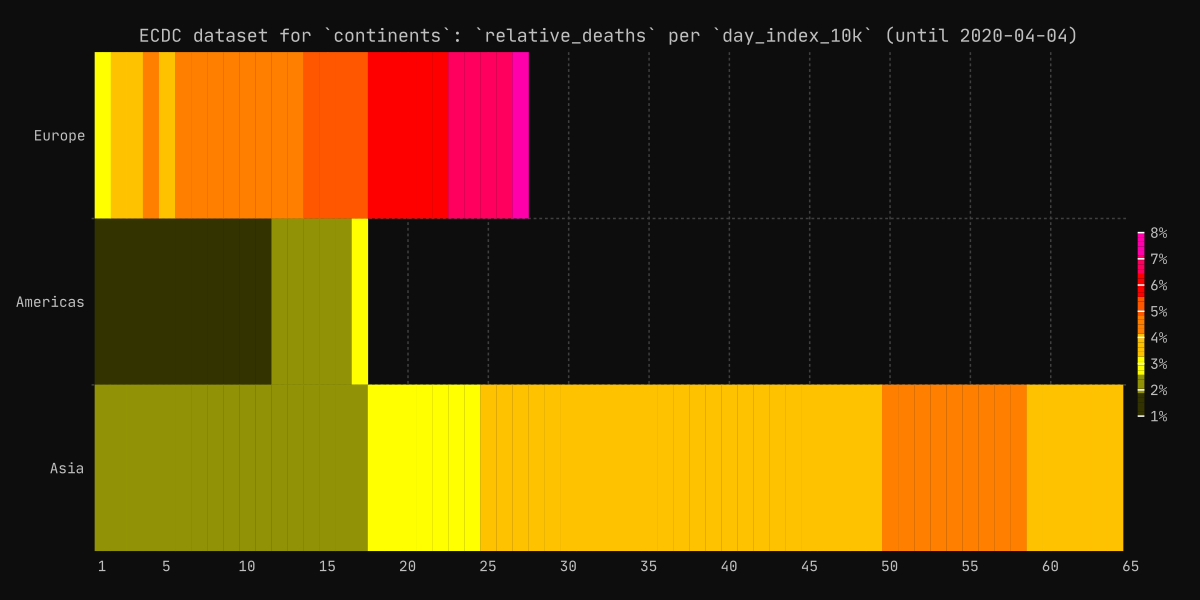 ECDC dataset for `continents`: `relative_deaths` per `day_index_10k` (until 2020-04-04)
Europe
Americas
Asia
8%
7%
6%
5%
4%
3%
2%
1%
1 5 10 15 20 25 30 35 40 45 50 55 60 65